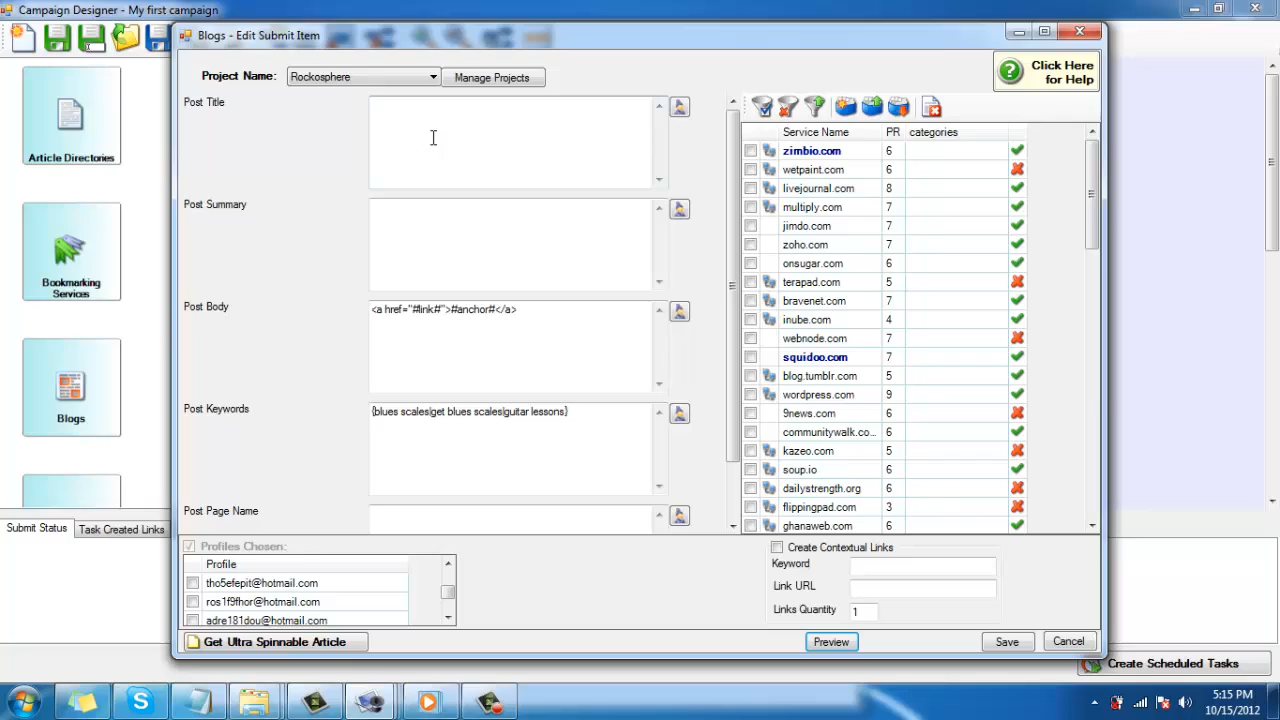 Campaign Designer - My first campaign
Blogs - Edit Submit Item
Project Name: Rockosphere Manage Projects
Click Here
for Help
Post Title
Post Summary
Post Body
<a href="#link#">#anchor#</a>
Post Keywords
{blues scales|get blues scales|guitar lessons}
Post Page Name
Service Name PR categories
zimbio.com 6
wetpaint.com 6
livejournal.com 8
multiply.com 7
jimdo.com 7
zoho.com 7
onsugar.com 6
terapad.com 5
bravenet.com 7
inube.com 4
webnode.com 7
squidoo.com 7
blog.tumblr.com 5
wordpress.com 9
9news.com 6
communitywalk.co... 6
kazeo.com 5
soup.io 6
dailystrength.org 6
flippingpad.com 3
ghanaweb.com 6
Article Directories
Bookmarking
Services
Blogs
Submit Status Task Created Links
Profiles Chosen:
Profile
tho5efepit@hotmail.com
ros1f9fhor@hotmail.com
adre181dou@hotmail.com
Create Contextual Links
Keyword
Link URL
Links Quantity 1
Get Ultra Spinnable Article
Preview Save Cancel
Create Scheduled Tasks
5:15 PM
10/15/2012